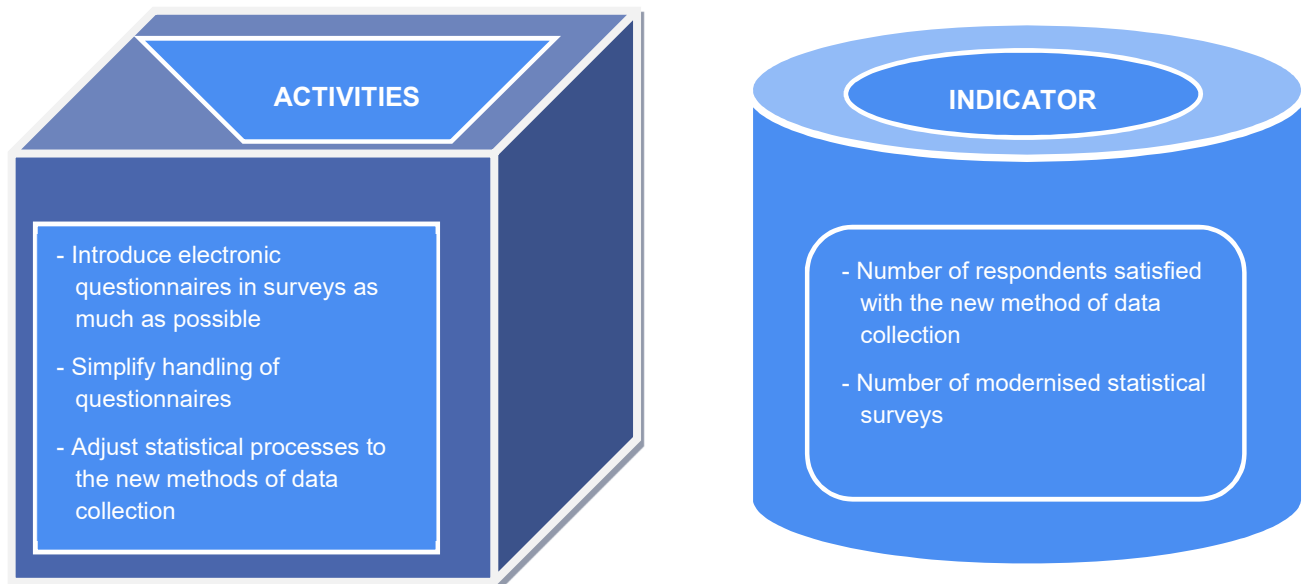 ACTIVITIES
- Introduce electronic
questionnaires in surveys as
much as possible
- Simplify handling of
questionnaires
- Adjust statistical processes to
the new methods of data
collection
INDICATOR
- Number of respondents satisfied
with the new method of data
collection
- Number of modernised statistical
surveys